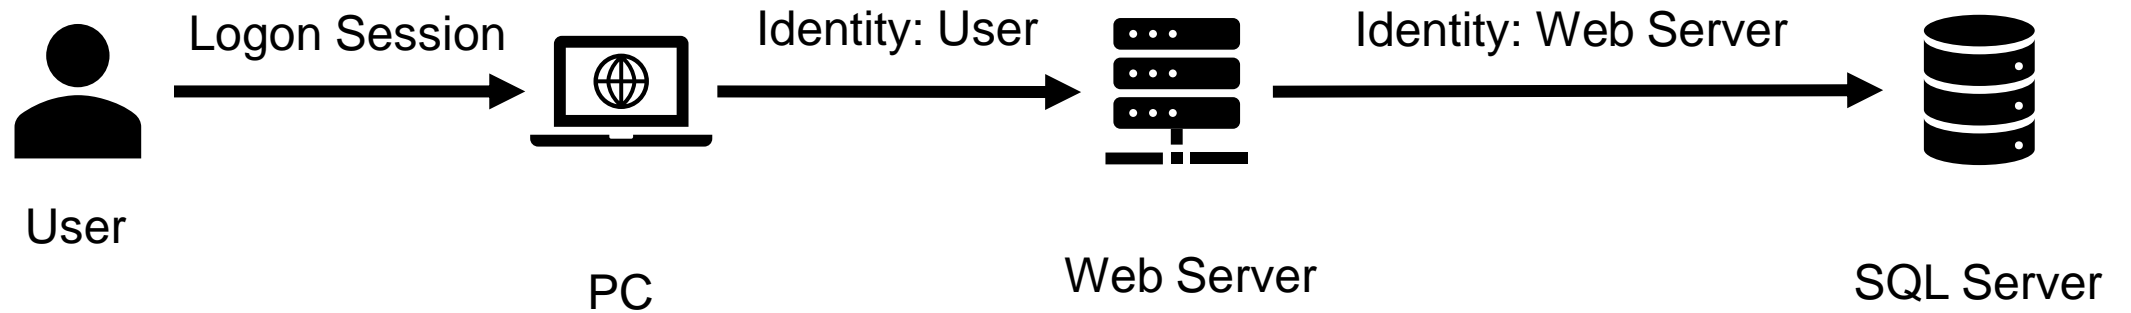 Logon Session
Identity: User
Identity: Web Server
User
PC
Web Server
SQL Server